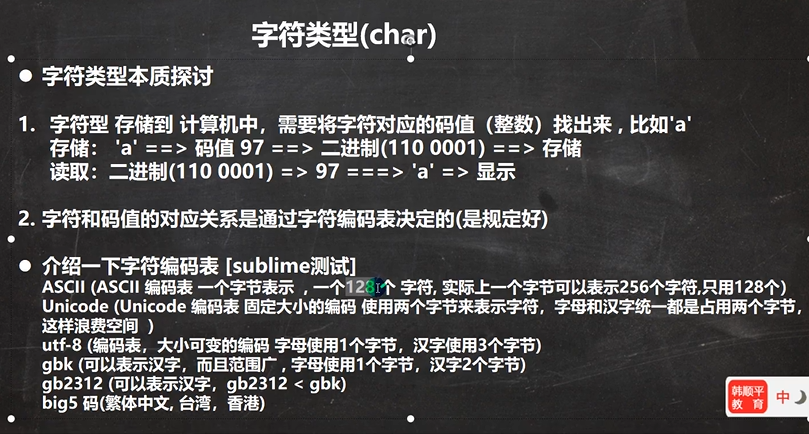 字符类型(char)
● 字符类型本质探讨
1. 字符型 存储到 计算机中，需要将字符对应的码值（整数）找出来 , 比如'a'
存储： 'a' ==> 码值 97 ==> 二进制(110 0001) ==> 存储
读取：二进制(110 0001) => 97 ===> 'a' => 显示
2. 字符和码值的对应关系是通过字符编码表决定的(是规定好)
● 介绍一下字符编码表 [sublime测试]
ASCII (ASCII 编码表 一个字节表示 , 一个128个 字符, 实际上一个字节可以表示256个字符,只用128个）
Unicode (Unicode 编码表 固定大小的编码 使用两个字节来表示字符，字母和汉字统一都是占用两个字节，
这样浪费空间 ）
utf-8 (编码表，大小可变的编码 字母使用1个字节，汉字使用3个字节)
gbk (可以表示汉字，而且范围广 , 字母使用1个字节，汉字2个字节)
gb2312 (可以表示汉字，gb2312 < gbk)
big5 码(繁体中文, 台湾，香港)
韩顺平
教 育
中